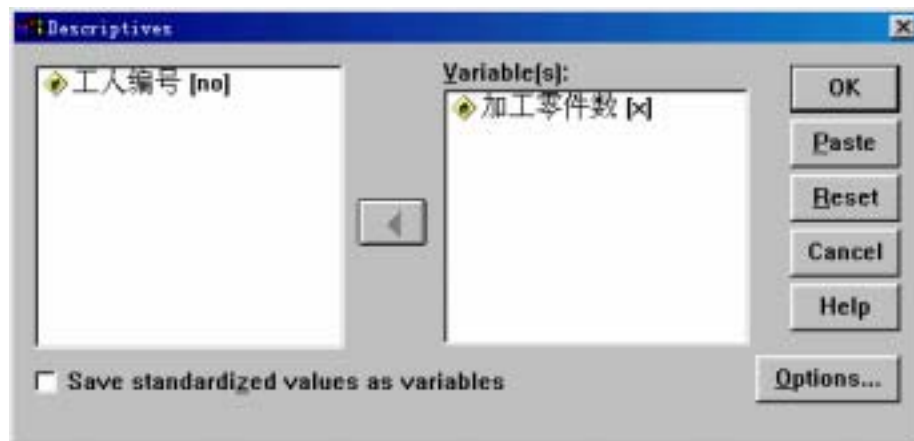 Descriptives
工人编号 [no]
Variable[s]:
加工零件数 [x]
OK
Paste
Reset
Cancel
Help
Save standardized values as variables
Options...